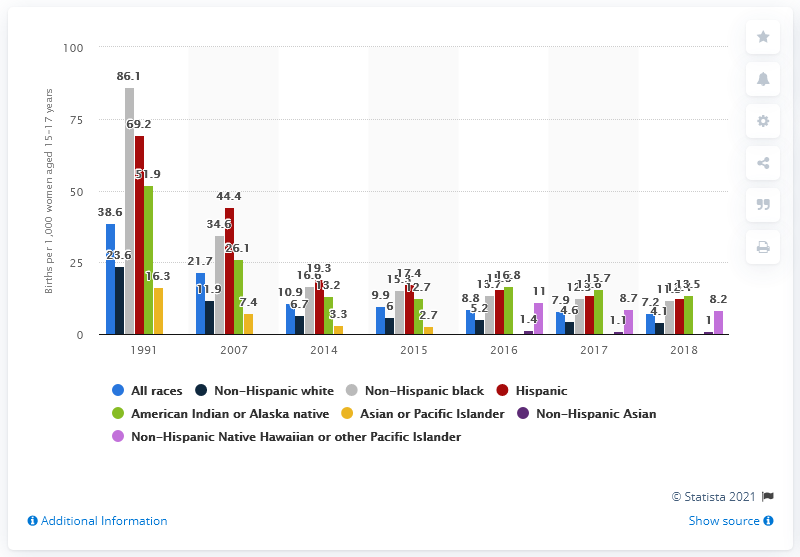 100
75
50
25
0
Births per 1,000 women aged 15–17 years
38.6 23.6 86.1 69.2 51.9 16.3
21.7 11.9 34.6 44.4 26.1 7.4
10.9 6.7 16.6 19.3 13.2 3.3
9.9 6 17.4 12.7 2.7
8.8 5.2 13.7 16.8 1.4 11
7.9 4.6 13.6 15.7 1.1 8.7
7.2 4.1 13.5 1 8.2
1991 2007 2014 2015 2016 2017 2018
All races Non-Hispanic white Non-Hispanic black Hispanic
American Indian or Alaska native Asian or Pacific Islander Non-Hispanic Asian
Non-Hispanic Native Hawaiian or other Pacific Islander
© Statista 2021
Additional Information Show source